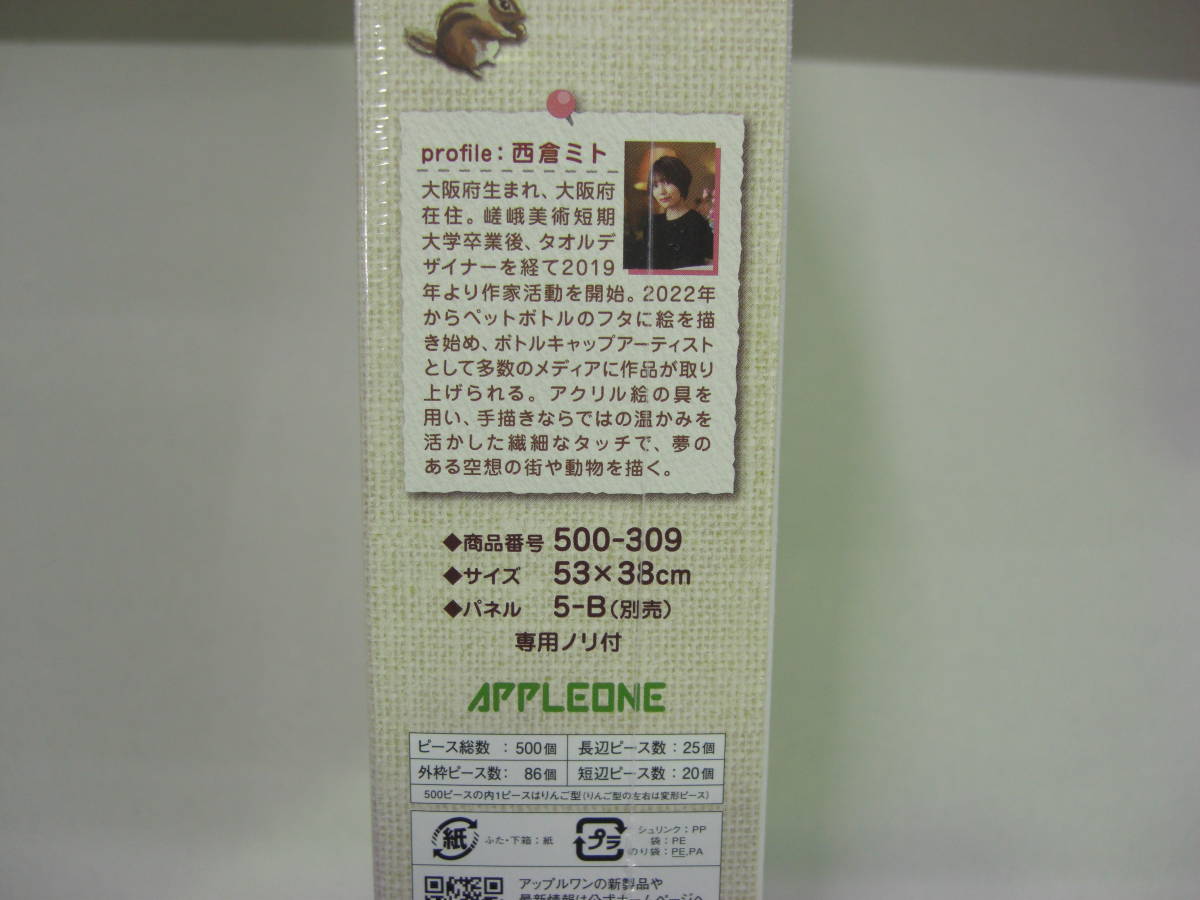 profile：西倉ミト
大阪府生まれ、大阪府
在住。嵯峨美術短期
大学卒業後、タオルデ
ザイナーを経て2019
年より作家活動を開始。2022年
からペットボトルのフタに絵を描
き始め、ボトルキャップアーティスト
として多数のメディアに作品が取り
上げられる。アクリル絵の具を
用い、手描きならではの温かみを
活かした繊細なタッチで、夢の
ある空想の街や動物を描く。
◆商品番号 500-309
◆サイズ 53×38cm
◆パネル 5-B(別売)
専用ノリ付
APPLEONE
ピース総数 ： 500個 長辺ピース数：25個
外枠ピース数： 86個 短辺ピース数：20個
500ピースの内1ピースはりんご型(りんご型の左右は変形ピース)
紙 ふた・下箱：紙
プラ シュリンク：PP
袋：PE
のり袋：PE,PA
アップルワンの新製品や
最新情報は公式ホームページへ